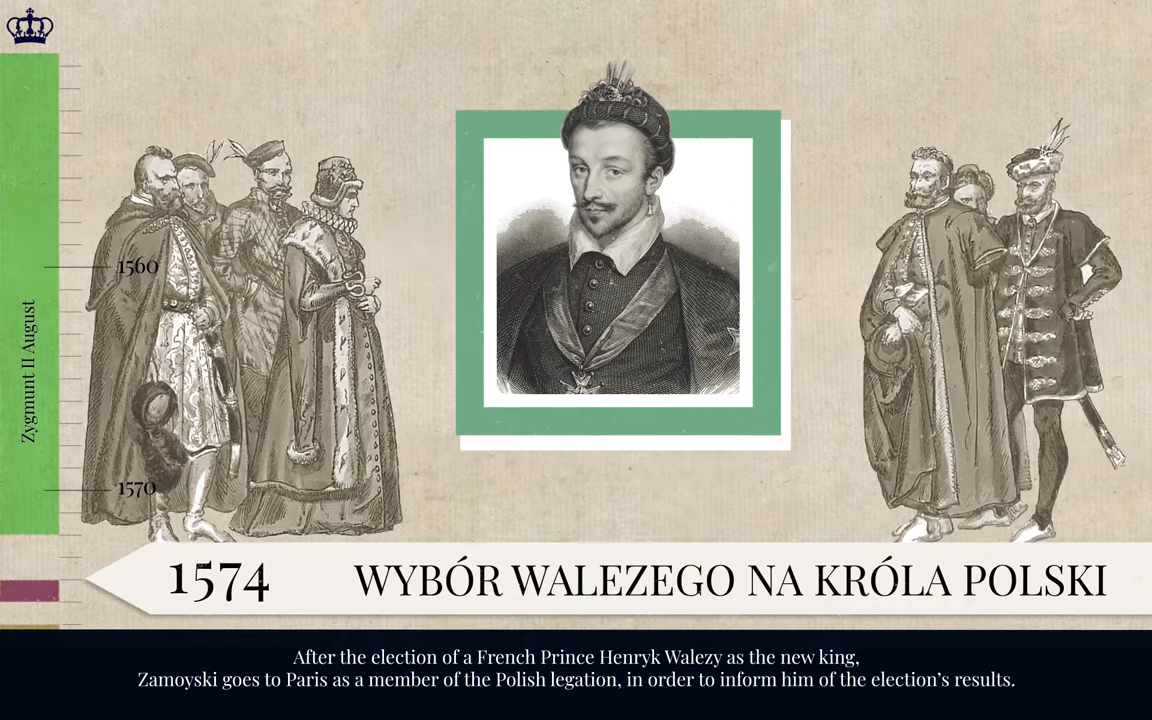 1560
Zygmunt II August
1570
1574 WYBÓR WALEZEGO NA KRÓLA POLSKI
After the election of a French Prince Henryk Walezy as the new king,
Zamoyski goes to Paris as a member of the Polish legation, in order to inform him of the election's results.